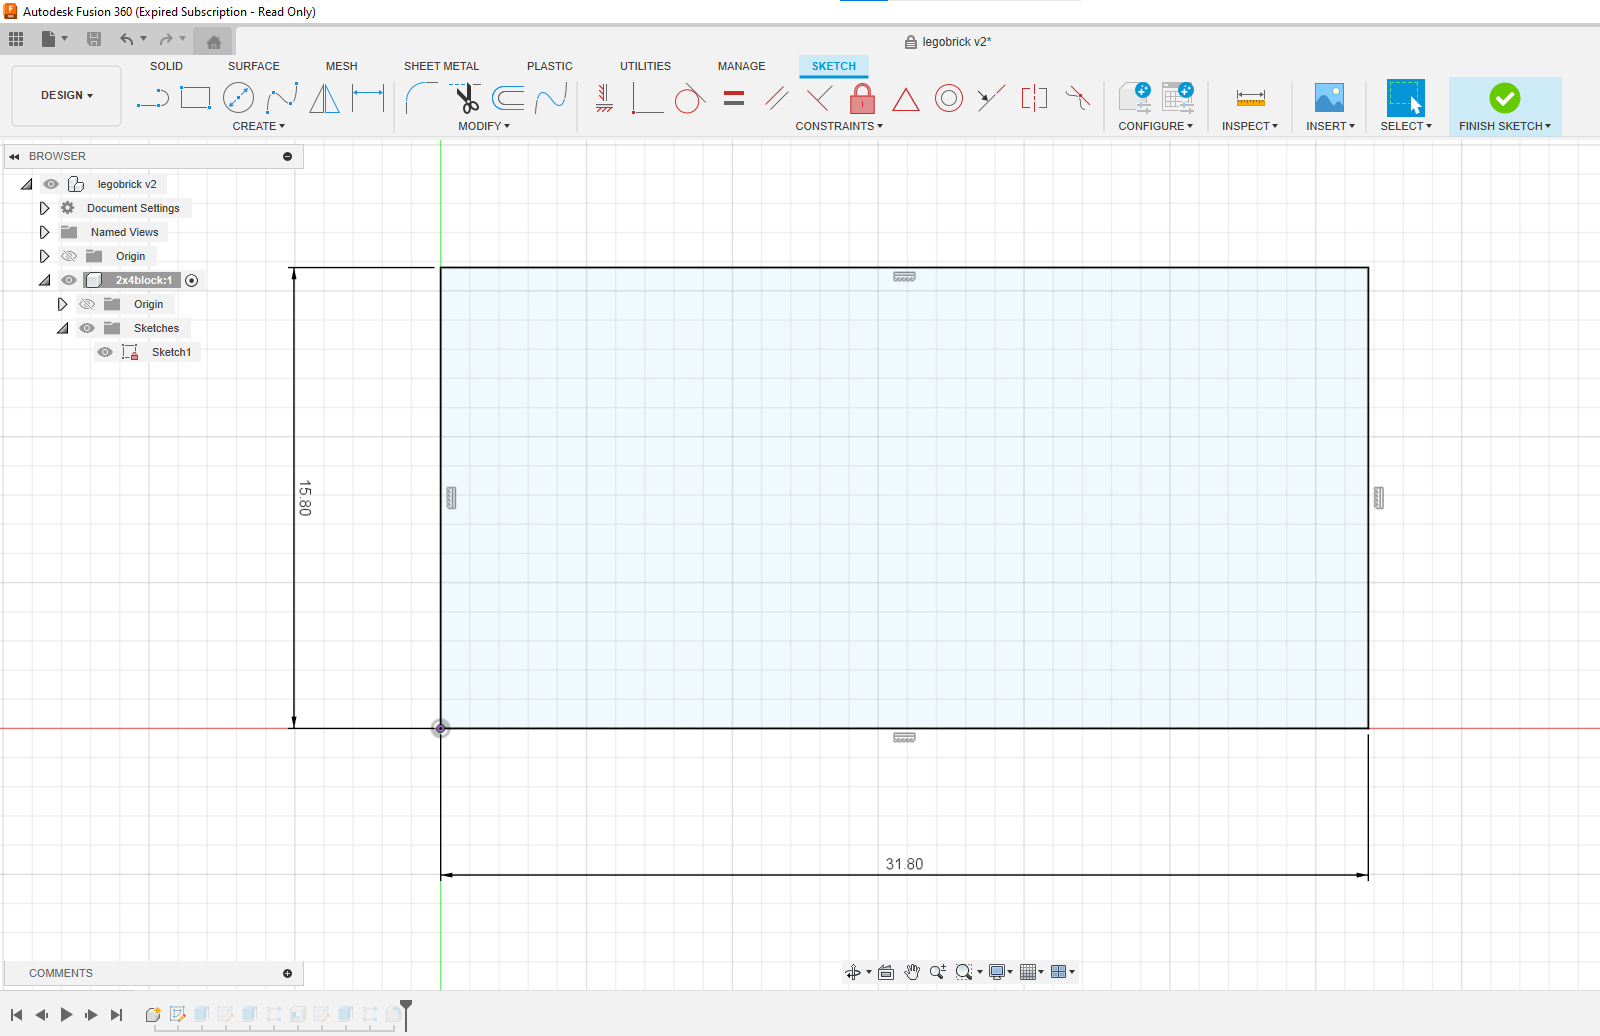 Autodesk Fusion 360 (Expired Subscription - Read Only)
legobrick v2*
SOLID SURFACE MESH SHEET METAL PLASTIC UTILITIES MANAGE SKETCH
DESIGN
CREATE MODIFY CONSTRAINTS CONFIGURE INSPECT INSERT SELECT FINISH SKETCH
BROWSER
legobrick v2
Document Settings
Named Views
Origin
2x4block:1
Origin
Sketches
Sketch1
15.80
31.80
COMMENTS